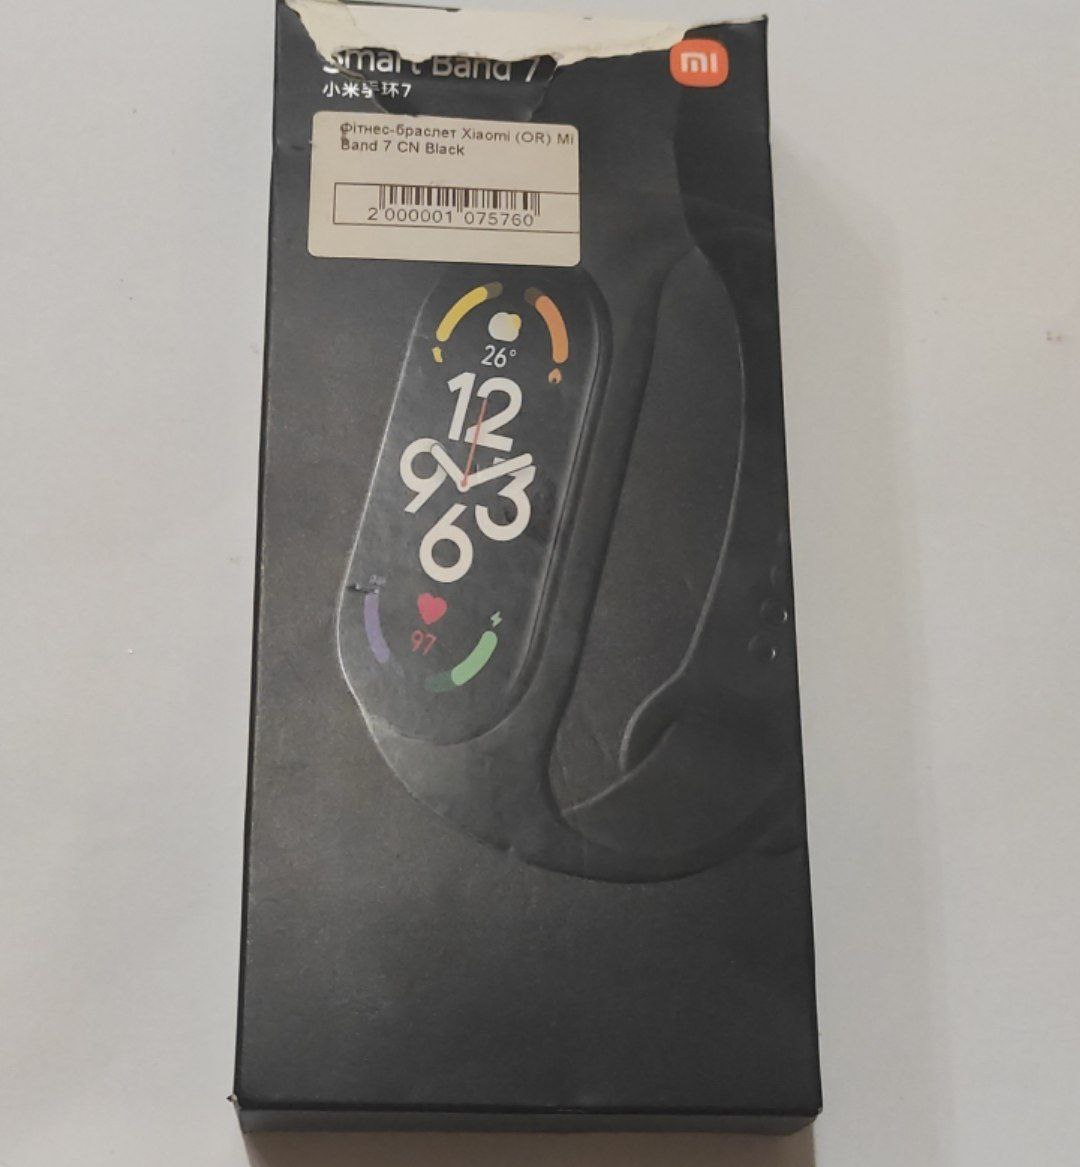 Smart Band 7
mi
小米手环7
Фітнес-браслет Xiaomi (OR) Mi
Band 7 CN Black
2 000001 075760
26°
12
9
3
6
97